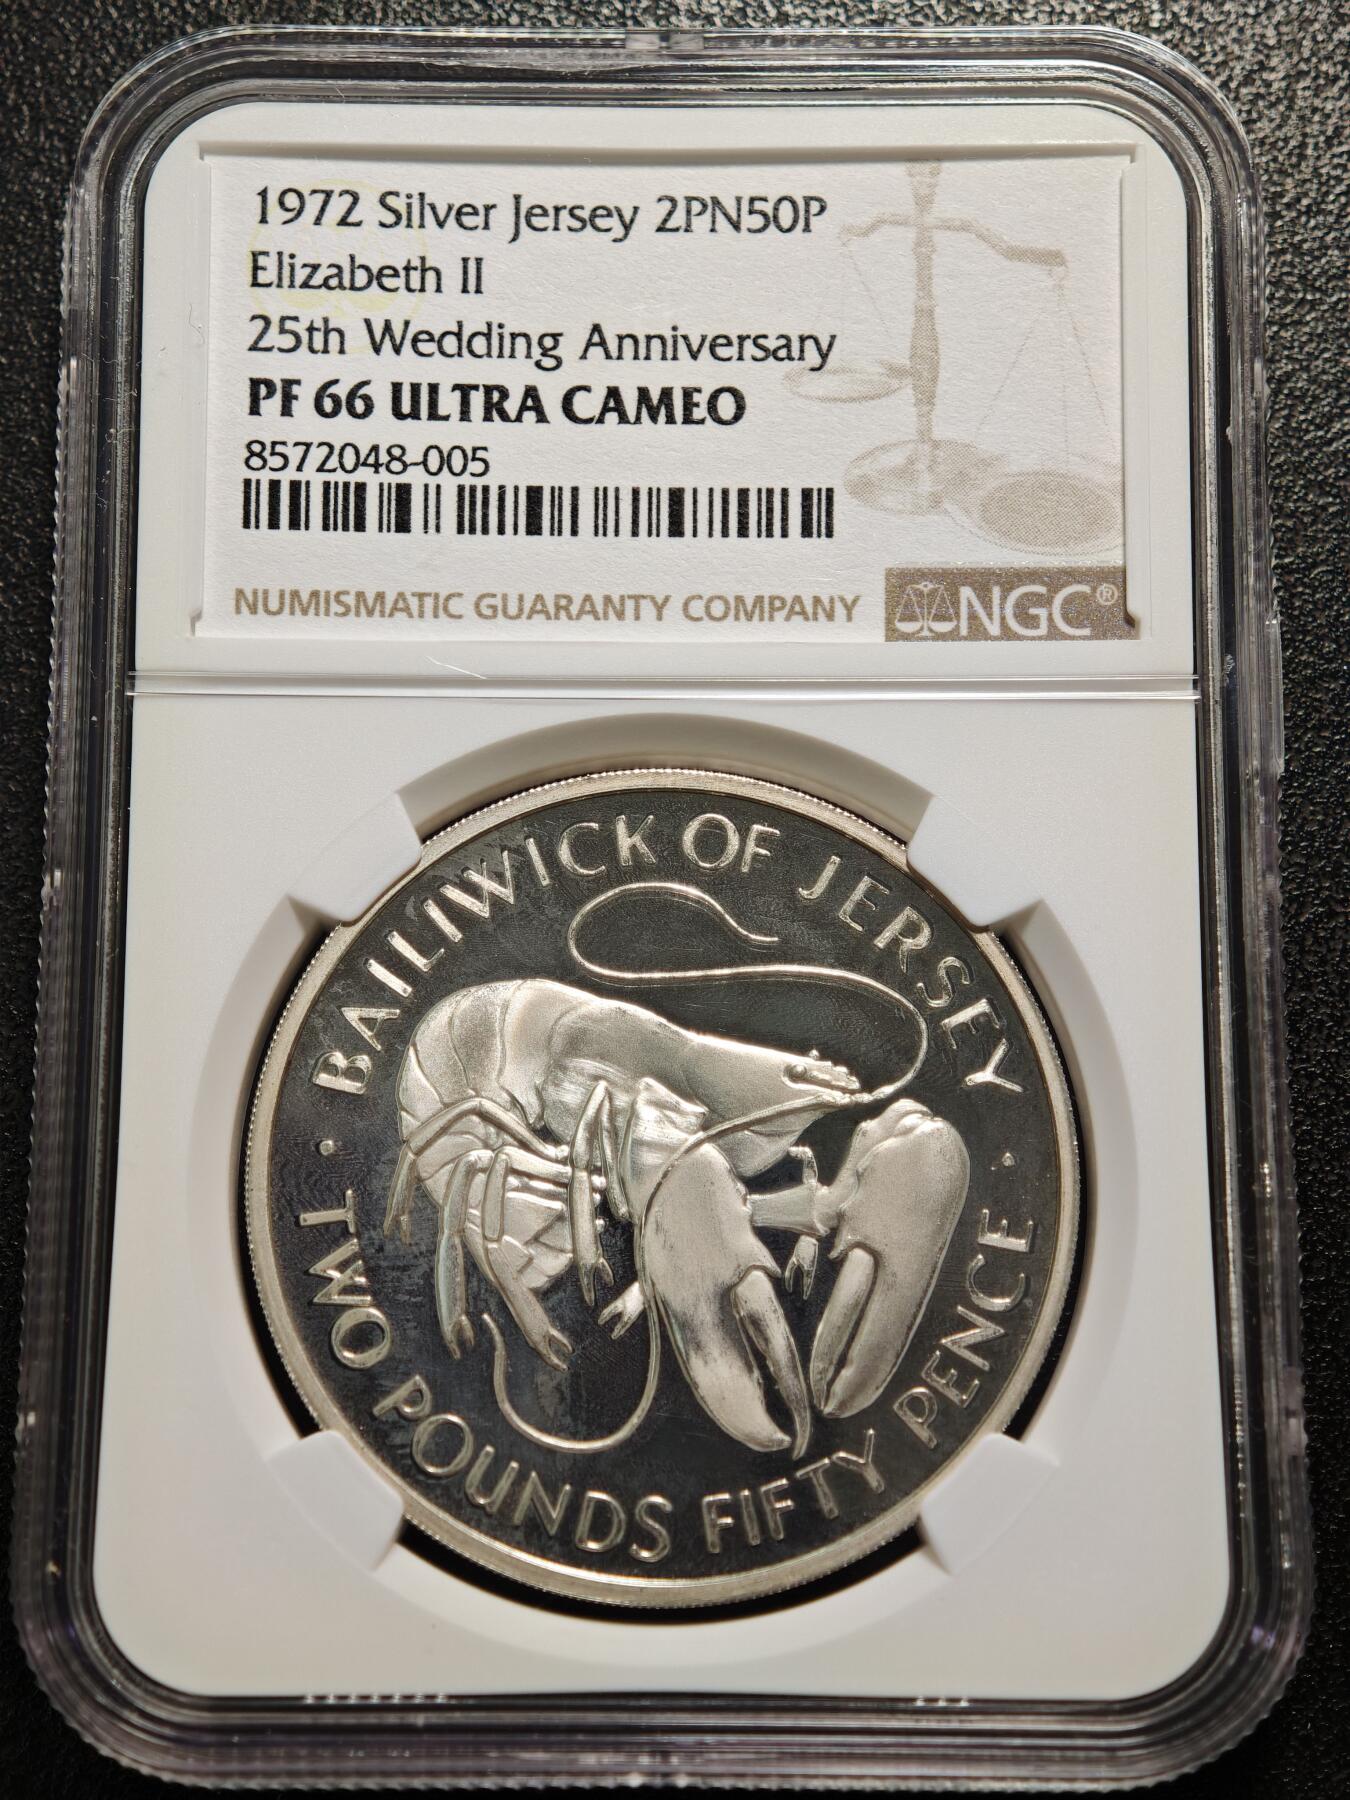 1972 Silver Jersey 2PN50P
Elizabeth II
25th Wedding Anniversary
PF 66 ULTRA CAMEO
8572048-005
NUMISMATIC GUARANTY COMPANY
NGC®
BAILIWICK OF JERSEY
TWO POUNDS FIFTY PENCE